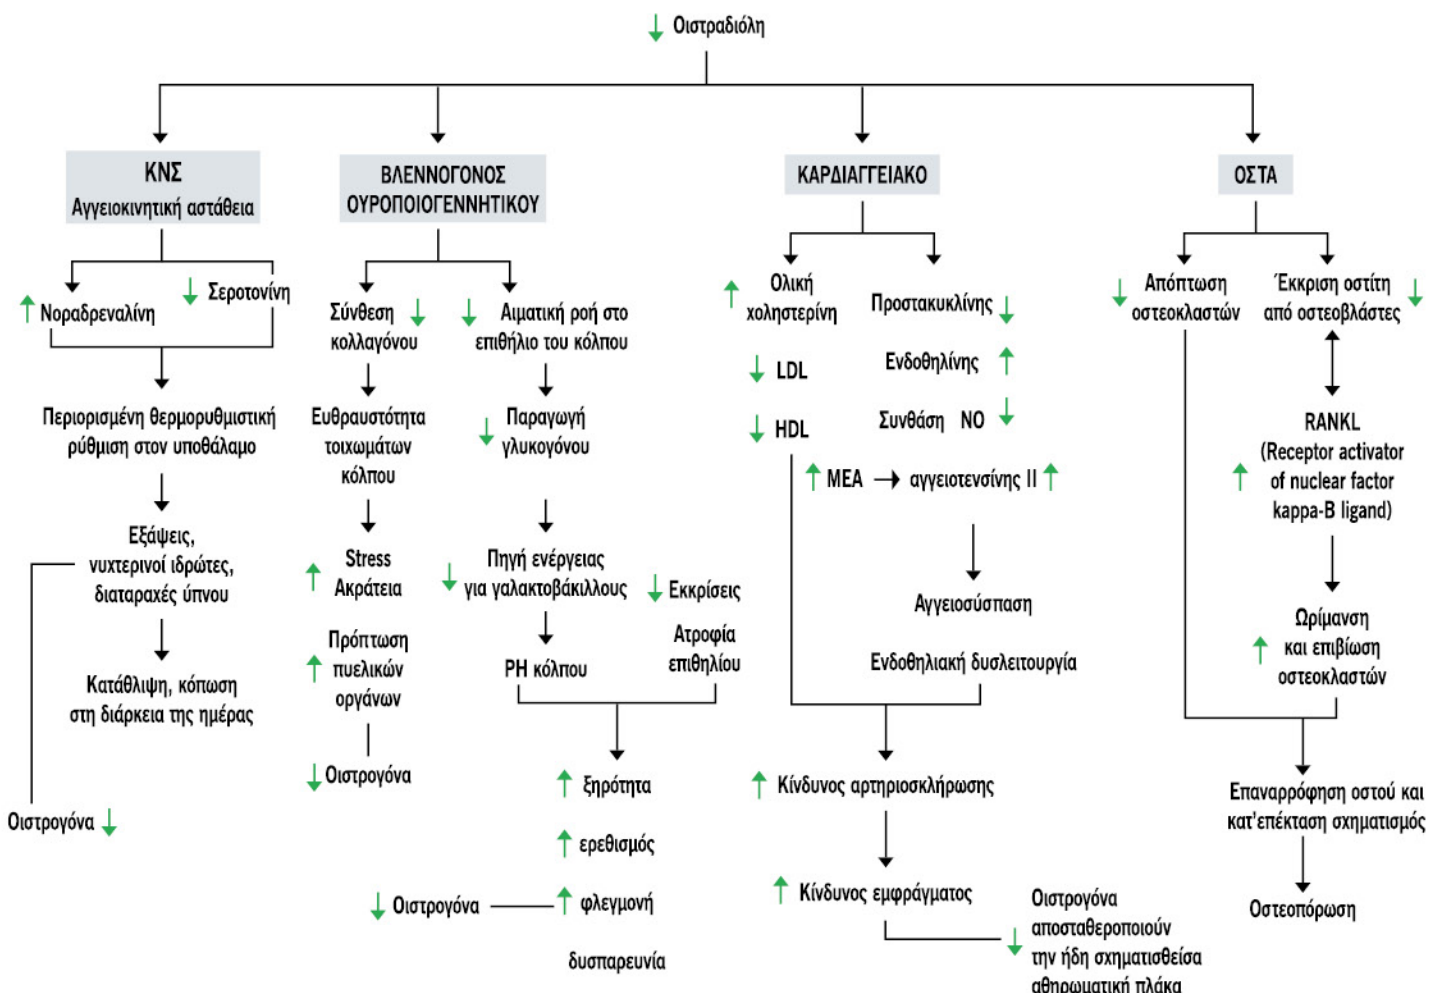 Οιστραδιόλη
ΚΝΣ
Αγγειοκινητική αστάθεια
Νοραδρεναλίνη
Σεροτονίνη
Περιορισμένη θερμορυθμιστική
ρύθμιση στον υποθάλαμο
Εξάψεις,
νυχτερινοί ιδρώτες,
διαταραχές ύπνου
Κατάθλιψη, κόπωση
στη διάρκεια της ημέρας
Οιστρογόνα
ΒΛΕΝΝΟΓΟΝΟΣ
ΟΥΡΟΠΟΙΟΓΕΝΝΗΤΙΚΟΥ
Σύνθεση
κολλαγόνου
Ευθραυστότητα
τοιχωμάτων
κόλπου
Stress
Ακράτεια
Πρόπτωση
πυελικών
οργάνων
Οιστρογόνα
Αιματική ροή στο
επιθήλιο του κόλπου
Παραγωγή
γλυκογόνου
Πηγή ενέργειας
για γαλακτοβάκιλλους
PH κόλπου
Εκκρίσεις
Ατροφία
επιθηλίου
ξηρότητα
ερεθισμός
Οιστρογόνα
φλεγμονή
δυσπαρευνία
ΚΑΡΔΙΑΓΓΕΙΑΚΟ
Ολική
χοληστερίνη
LDL
HDL
Προστακυκλίνης
Ενδοθηλίνης
Συνθάση NO
ΜΕΑ → αγγειοτενσίνης II
Αγγειοσύσπαση
Ενδοθηλιακή δυσλειτουργία
Κίνδυνος αρτηριοσκλήρωσης
Κίνδυνος εμφράγματος
Οιστρογόνα
αποσταθεροποιούν
την ήδη σχηματισθείσα
αθηρωματική πλάκα
ΟΣΤΑ
Απόπτωση
οστεοκλαστών
Έκκριση οστίτη
από οστεοβλάστες
RANKL
(Receptor activator
of nuclear factor
kappa-B ligand)
Ωρίμανση
και επιβίωση
οστεοκλαστών
Επαναρρόφηση οστού και
κατ'επέκταση σχηματισμός
Οστεοπόρωση